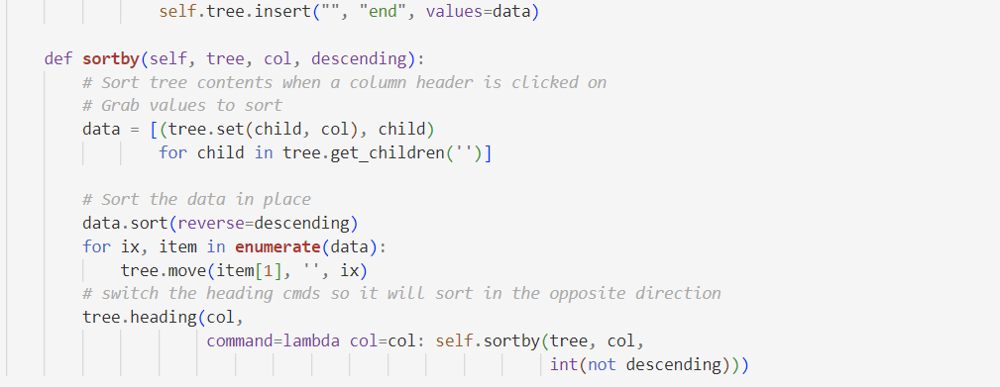 self.tree.insert("", "end", values=data)
def sortby(self, tree, col, descending):
# Sort tree contents when a column header is clicked on
# Grab values to sort
data = [(tree.set(child, col), child)
for child in tree.get_children('')]
# Sort the data in place
data.sort(reverse=descending)
for ix, item in enumerate(data):
tree.move(item[1], '', ix)
# switch the heading cmds so it will sort in the opposite direction
tree.heading(col,
command=lambda col=col: self.sortby(tree, col,
int(not descending)))